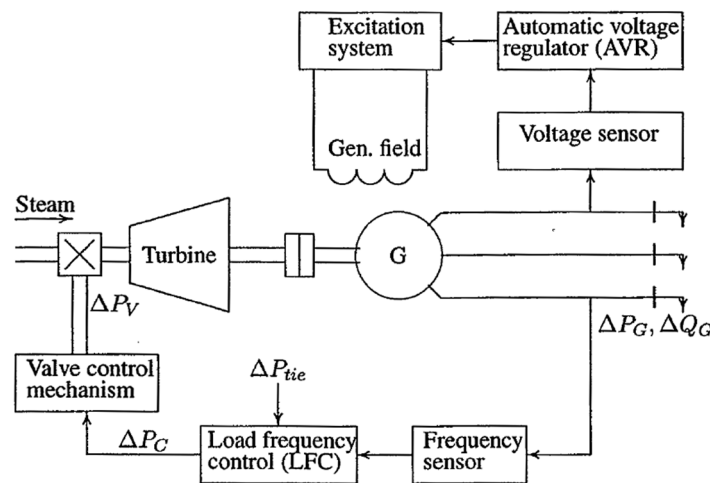 Excitation
system
Automatic voltage
regulator (AVR)
Voltage sensor
Gen. field
Steam
Turbine
G
ΔP_V
ΔP_G, ΔQ_G
Valve control
mechanism
ΔP_tie
ΔP_C
Load frequency
control (LFC)
Frequency
sensor